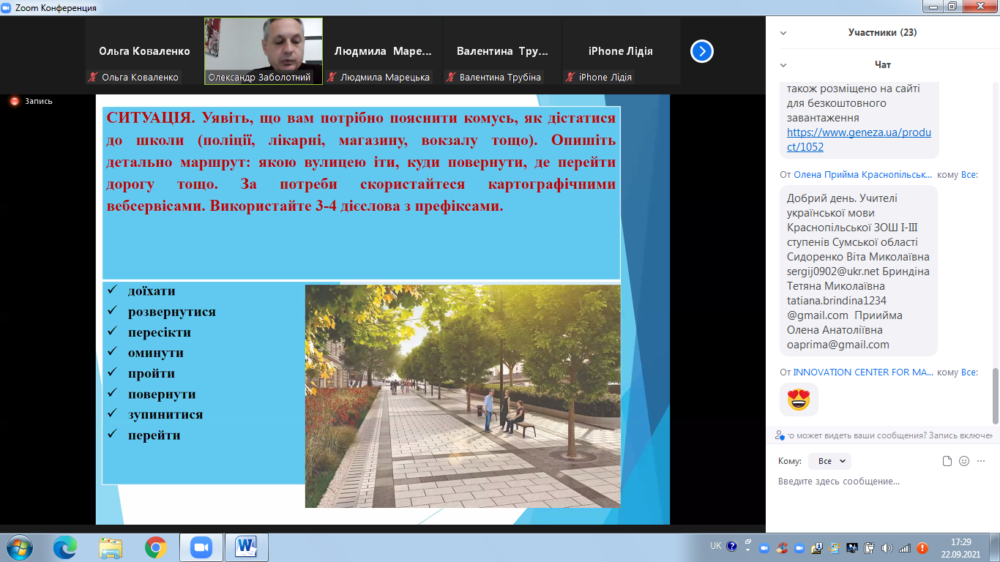 Zoom Конференция
Ольга Коваленко
Людмила Маре...
Валентина Тру...
iPhone Лідія
Ольга Коваленко
Олександр Заболотний
Людмила Марецька
Валентина Трубіна
iPhone Лідія
Запись
СИТУАЦІЯ. Уявіть, що вам потрібно пояснити комусь, як дістатися
до школи (поліції, лікарні, магазину, вокзалу тощо). Опишіть
детально маршрут: якою вулицею іти, куди повернути, де перейти
дорогу тощо. За потреби скористайтеся картографічними
вебсервісами. Використайте 3-4 дієслова з префіксами.
доїхати
розвернутися
пересікти
оминути
пройти
повернути
зупинитися
перейти
Участники (23)
Чат
також розміщено на сайті
для безкоштовного
завантаження
https://www.geneza.ua/produ
ct/1052
От Олена Прийма Краснопільськ... кому Все:
Добрий день. Учителі
української мови
Краснопільської ЗОШ І-ІІІ
ступенів Сумської області
Сидоренко Віта Миколаївна
sergij0902@ukr.net Бриндіна
Тетяна Миколаївна
tatiana.brindina1234
@gmail.com Приийма
Олена Анатоліївна
oaprima@gmail.com
От INNOVATION CENTER FOR MA... кому Все:
то может видеть ваши сообщения? Запись включен
Кому: Все
Введите здесь сообщение...
UK
17:29
22.09.2021